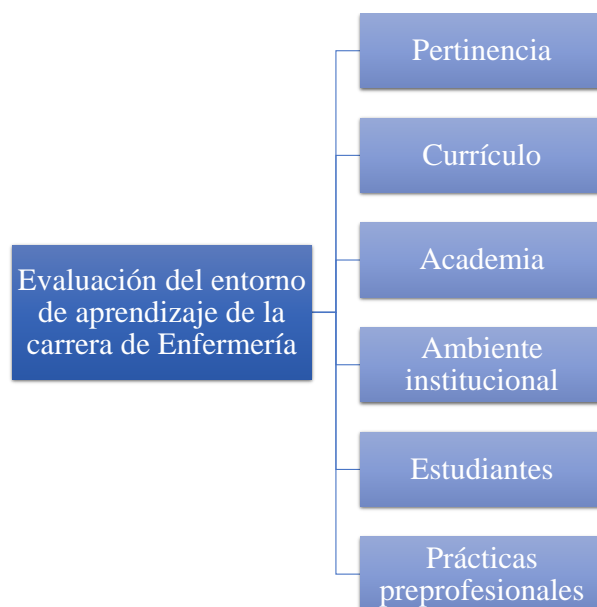 Evaluación del entorno
de aprendizaje de la
carrera de Enfermería
Pertinencia
Currículo
Academia
Ambiente
institucional
Estudiantes
Prácticas
preprofesionales